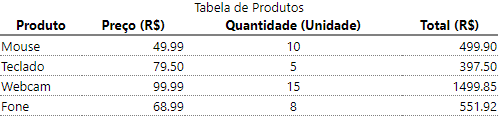 Tabela de Produtos
Produto Preço (R$) Quantidade (Unidade) Total (R$)
Mouse 49.99 10 499.90
Teclado 79.50 5 397.50
Webcam 99.99 15 1499.85
Fone 68.99 8 551.92